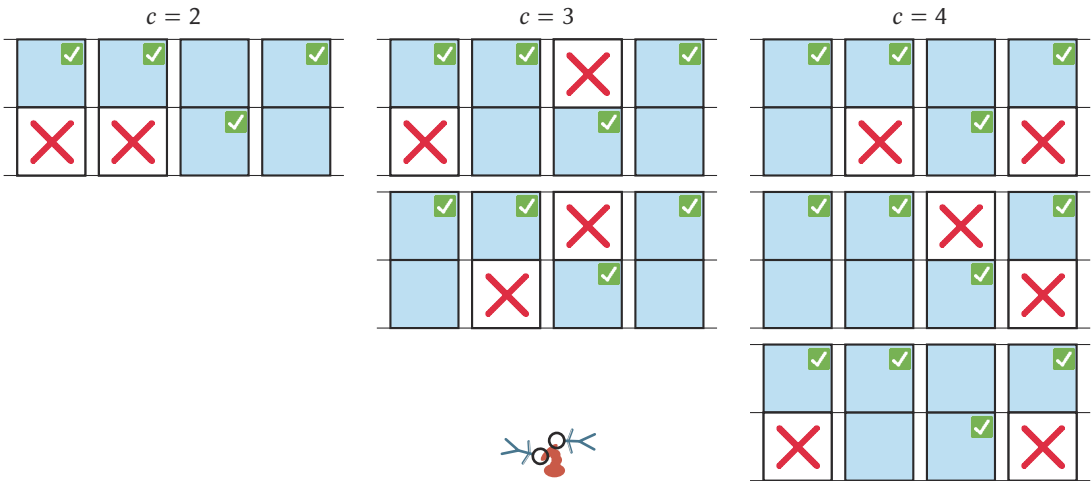 c = 2
c = 3
c = 4